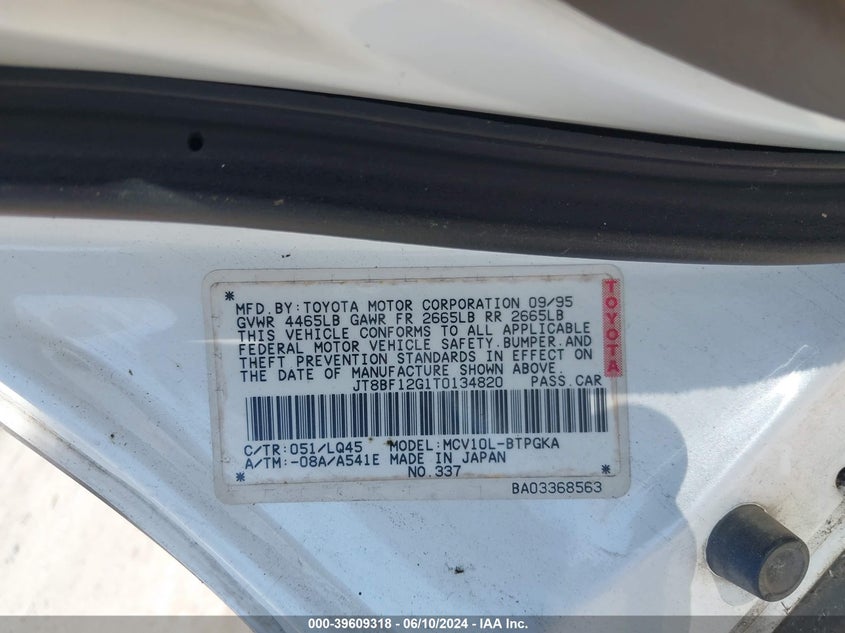 MFD.BY:TOYOTA MOTOR CORPORATION 09/95
GVWR 4465LB GAWR FR 2665LB RR 2665LB
THIS VEHICLE CONFORMS TO ALL APPLICABLE
FEDERAL MOTOR VEHICLE SAFETY.BUMPER.AND
THEFT PREVENTION STANDARDS IN EFFECT ON
THE DATE OF MANUFACTURE SHOWN ABOVE.
JT8BF12G1T0134820 PASS.CAR
TOYOTA
C/TR:051/LQ45 MODEL:MCV10L-BTPGKA
A/TM:-08A/A541E MADE IN JAPAN
NO.337
BA03368563
000-39609318 - 06/10/2024 - IAA Inc.